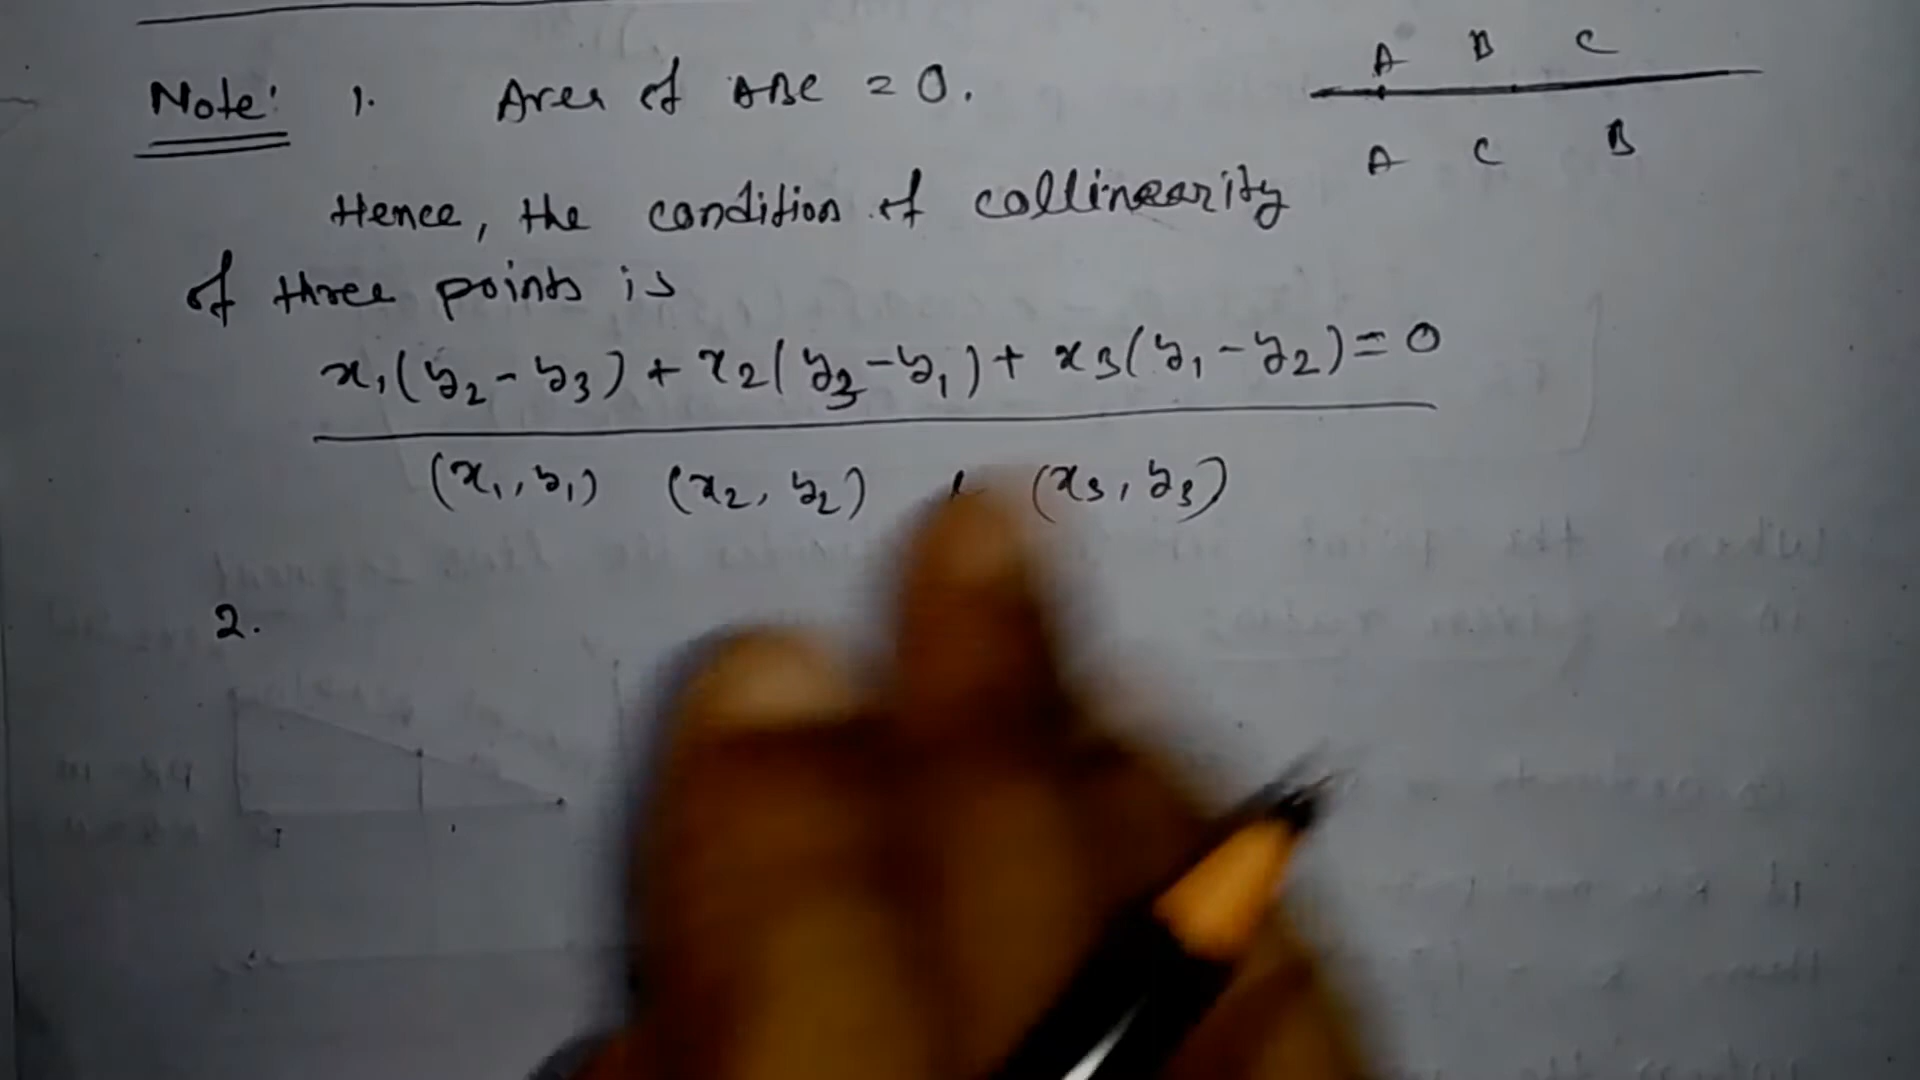 A B C
Note: 1. Area of ABC = 0.
A C B
Hence, the condition of collinearity
of three points is
x₁(y₂-y₃) + x₂(y₃-y₁) + x₃(y₁-y₂) = 0
(x₁, y₁) (x₂, y₂) (x₃, y₃)
2.